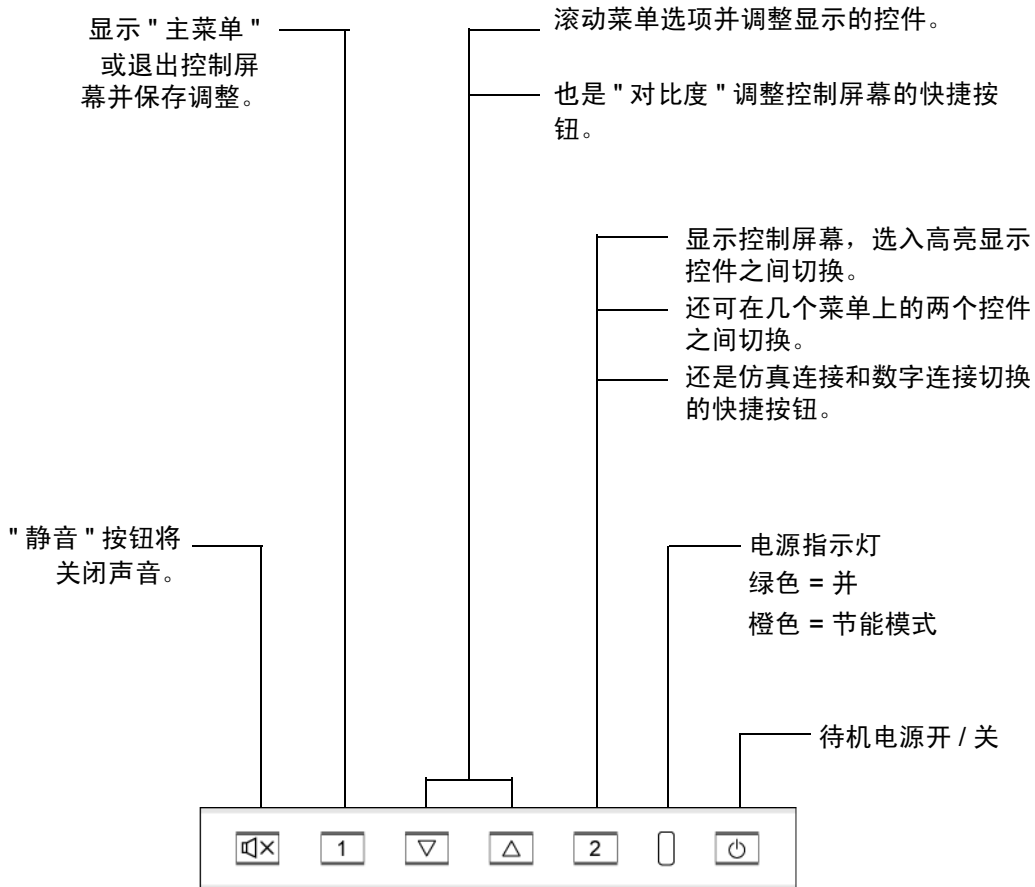 显示 " 主菜单 "
或退出控制屏
幕并保存调整。
滚动菜单选项并调整显示的控件。
也是 " 对比度 " 调整控制屏幕的快捷按
钮。
显示控制屏幕，选入高亮显示
控件之间切换。
还可在几个菜单上的两个控件
之间切换。
还是仿真连接和数字连接切换
的快捷按钮。
" 静音 " 按钮将
关闭声音。
电源指示灯
绿色 = 并
橙色 = 节能模式
待机电源开 / 关
1
2